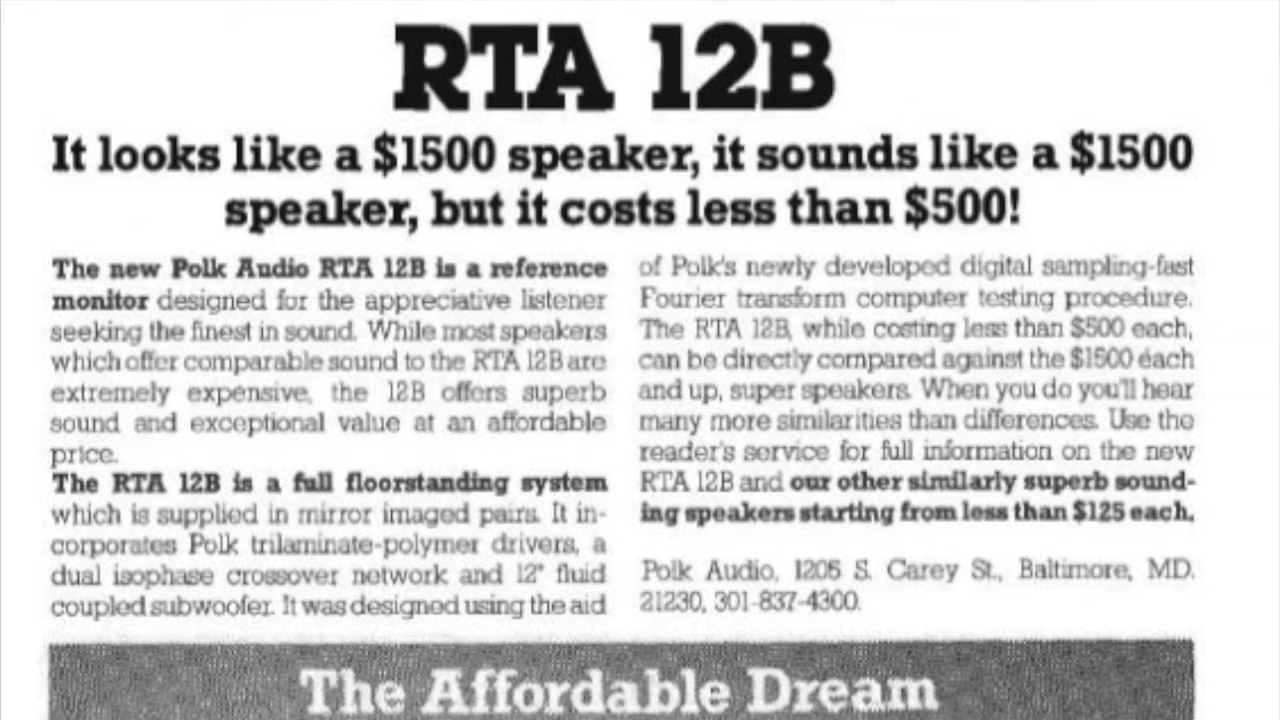 RTA 12B
It looks like a $1500 speaker, it sounds like a $1500
speaker, but it costs less than $500!
The new Polk Audio RTA 12B is a reference
monitor designed for the appreciative listener
seeking the finest in sound. While most speakers
which offer comparable sound to the RTA 12B are
extremely expensive, the 12B offers superb
sound and exceptional value at an affordable
price.
The RTA 12B is a full floorstanding system
which is supplied in mirror imaged pairs. It in-
corporates Polk trilaminate-polymer drivers, a
dual isophase crossover network and 12" fluid
coupled subwoofer. It was designed using the aid
of Polk's newly developed digital sampling-fast
Fourier transform computer testing procedure.
The RTA 12B, while costing less than $500 each,
can be directly compared against the $1500 each
and up, super speakers. When you do you'll hear
many more similarities than differences. Use the
reader's service for full information on the new
RTA 12B and our other similarly superb sound-
ing speakers starting from less than $125 each.
Polk Audio, 1205 S. Carey St., Baltimore, MD.
21230, 301-837-4300.
The Affordable Dream